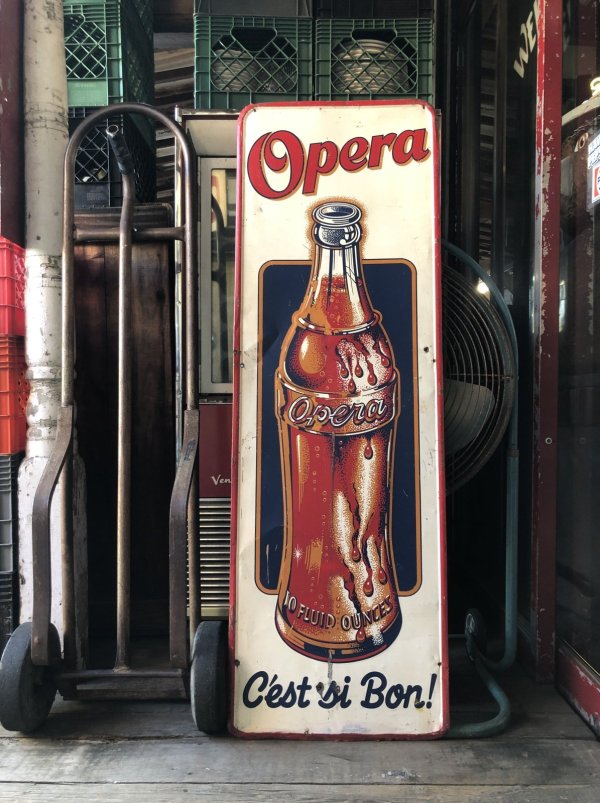 Opera
Opera
10 FLUID OUNCES
C'est si Bon!